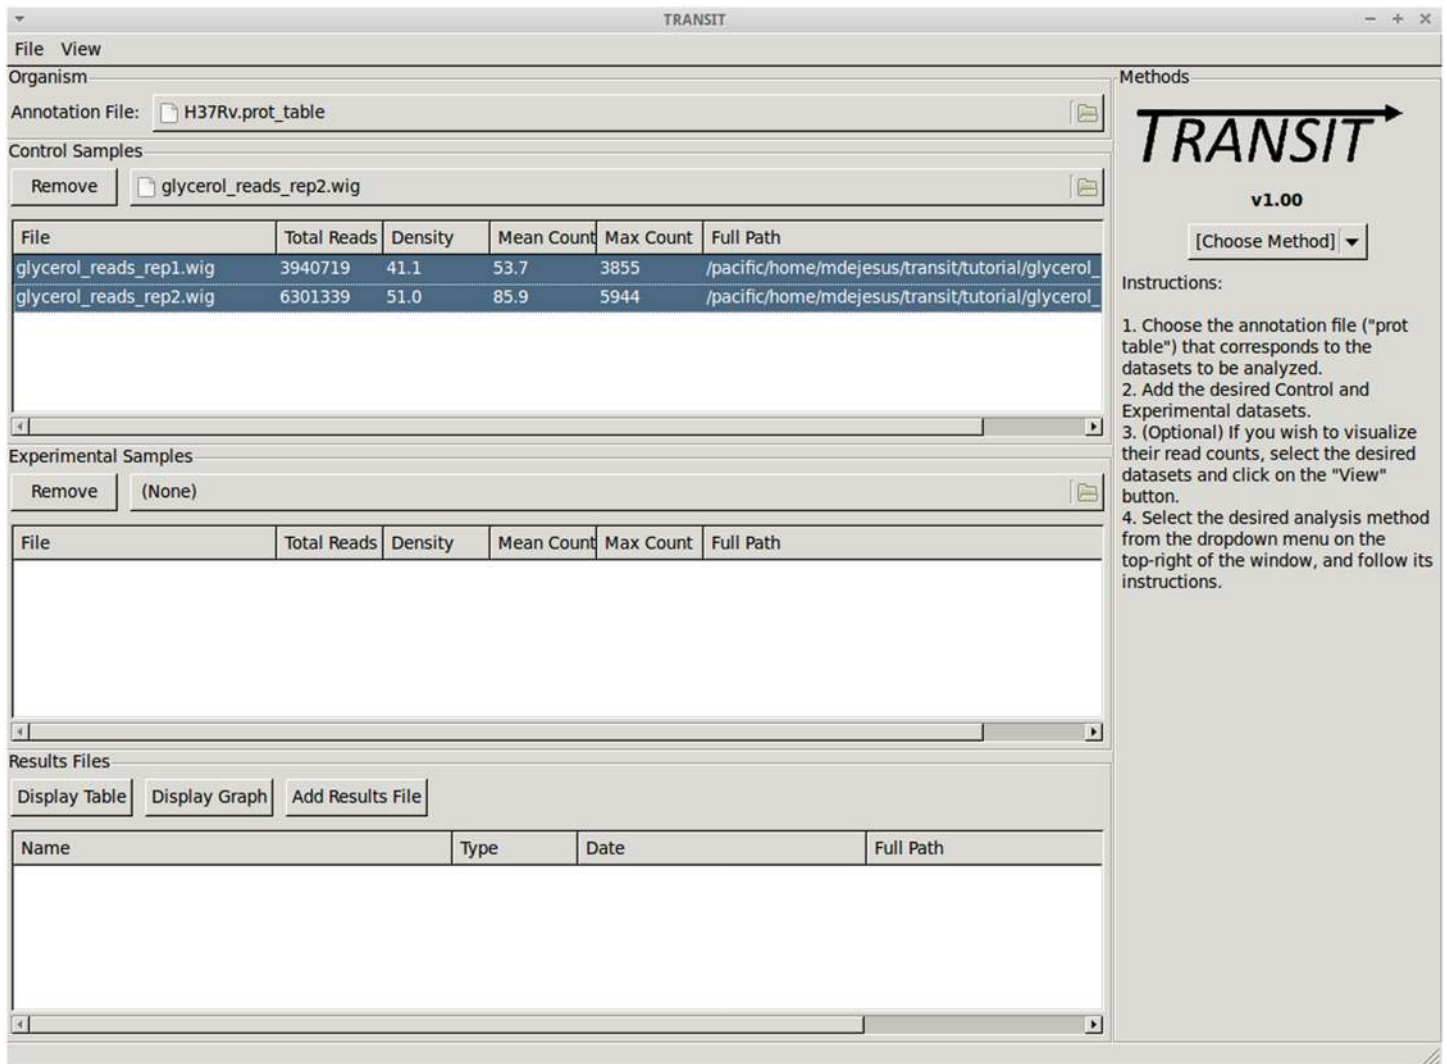 TRANSIT
File View
Organism
Annotation File: H37Rv.prot_table
Control Samples
Remove glycerol_reads_rep2.wig
File Total Reads Density Mean Count Max Count Full Path
glycerol_reads_rep1.wig 3940719 41.1 53.7 3855 /pacific/home/mdejesus/transit/tutorial/glycerol_
glycerol_reads_rep2.wig 6301339 51.0 85.9 5944 /pacific/home/mdejesus/transit/tutorial/glycerol_
Experimental Samples
Remove (None)
File Total Reads Density Mean Count Max Count Full Path
Results Files
Display Table Display Graph Add Results File
Name Type Date Full Path
Methods
TRANSIT
v1.00
[Choose Method]
Instructions:
1. Choose the annotation file ("prot
table") that corresponds to the
datasets to be analyzed.
2. Add the desired Control and
Experimental datasets.
3. (Optional) If you wish to visualize
their read counts, select the desired
datasets and click on the "View"
button.
4. Select the desired analysis method
from the dropdown menu on the
top-right of the window, and follow its
instructions.